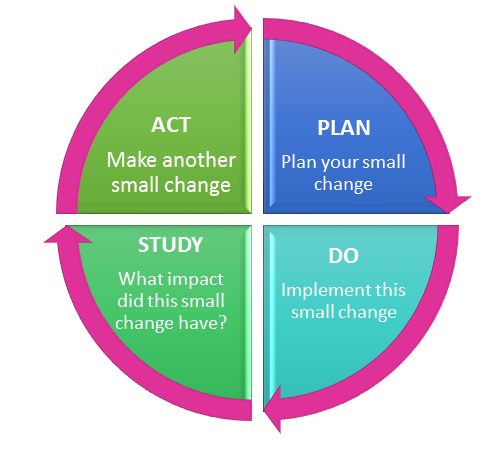 ACT
Make another
small change
PLAN
Plan your small
change
STUDY
What impact
did this small
change have?
DO
Implement this
small change